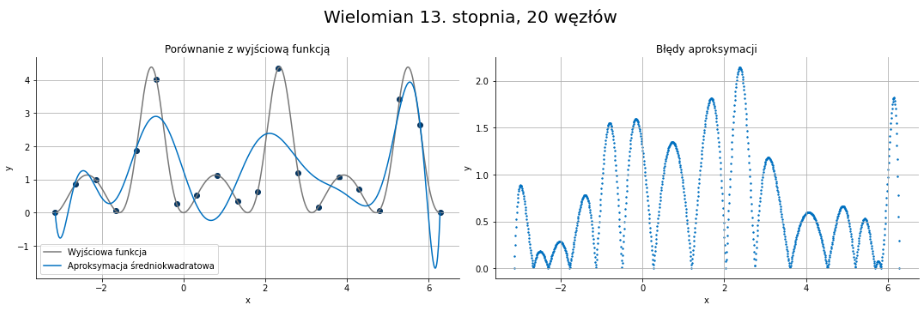 Wielomian 13. stopnia, 20 węzłów
Porównanie z wyjściową funkcją
y
4
3
2
1
0
−1
Wyjściowa funkcja
Aproksymacja średniokwadratowa
−2
0
2
4
6
x
Błędy aproksymacji
y
2.0
1.5
1.0
0.5
0.0
−2
0
2
4
6
x